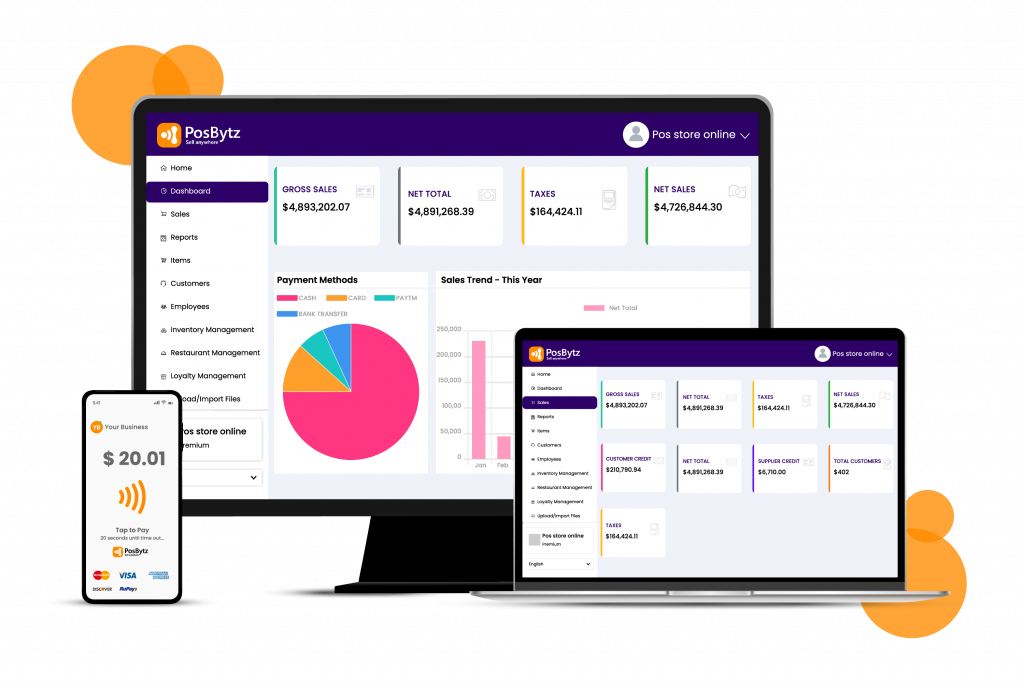 PosBytz
Sell anywhere
Pos store online
Home
Dashboard
Sales
Reports
Items
Customers
Employees
Inventory Management
Restaurant Management
Loyalty Management
pload/Import Files
Pos store online
remium
GROSS SALES
$4,893,202.07
NET TOTAL
$4,891,268.39
TAXES
$164,424.11
NET SALES
$4,726,844.30
Payment Methods
CASH CARD PAYTM
BANK TRANSFER
Sales Trend - This Year
Net Total
250,000
200,000
150,000
100,00
50,000
0
Jan Feb
9:41
YB Your Business
$ 20.01
Tap to Pay
20 seconds until time out...
PosBytz
Sell anywhere
VISA
DISCOVER RuPay
PosBytz
Sell anywhere
Pos store online
Home
Dashboard
Sales
Reports
Items
Customers
Employees
Inventory Management
Restaurant Management
Loyalty Management
Upload/Import Files
Pos store online
Premium
English
GROSS SALES
$4,893,202.07
NET TOTAL
$4,891,268.39
TAXES
$164,424.11
NET SALES
$4,726,844.30
CUSTOMER CREDIT
$210,790.94
NET TOTAL
$4,891,268.39
SUPPLIER CREDIT
$6,710.00
TOTAL CUSTOMERS
$402
TAXES
$164,424.11